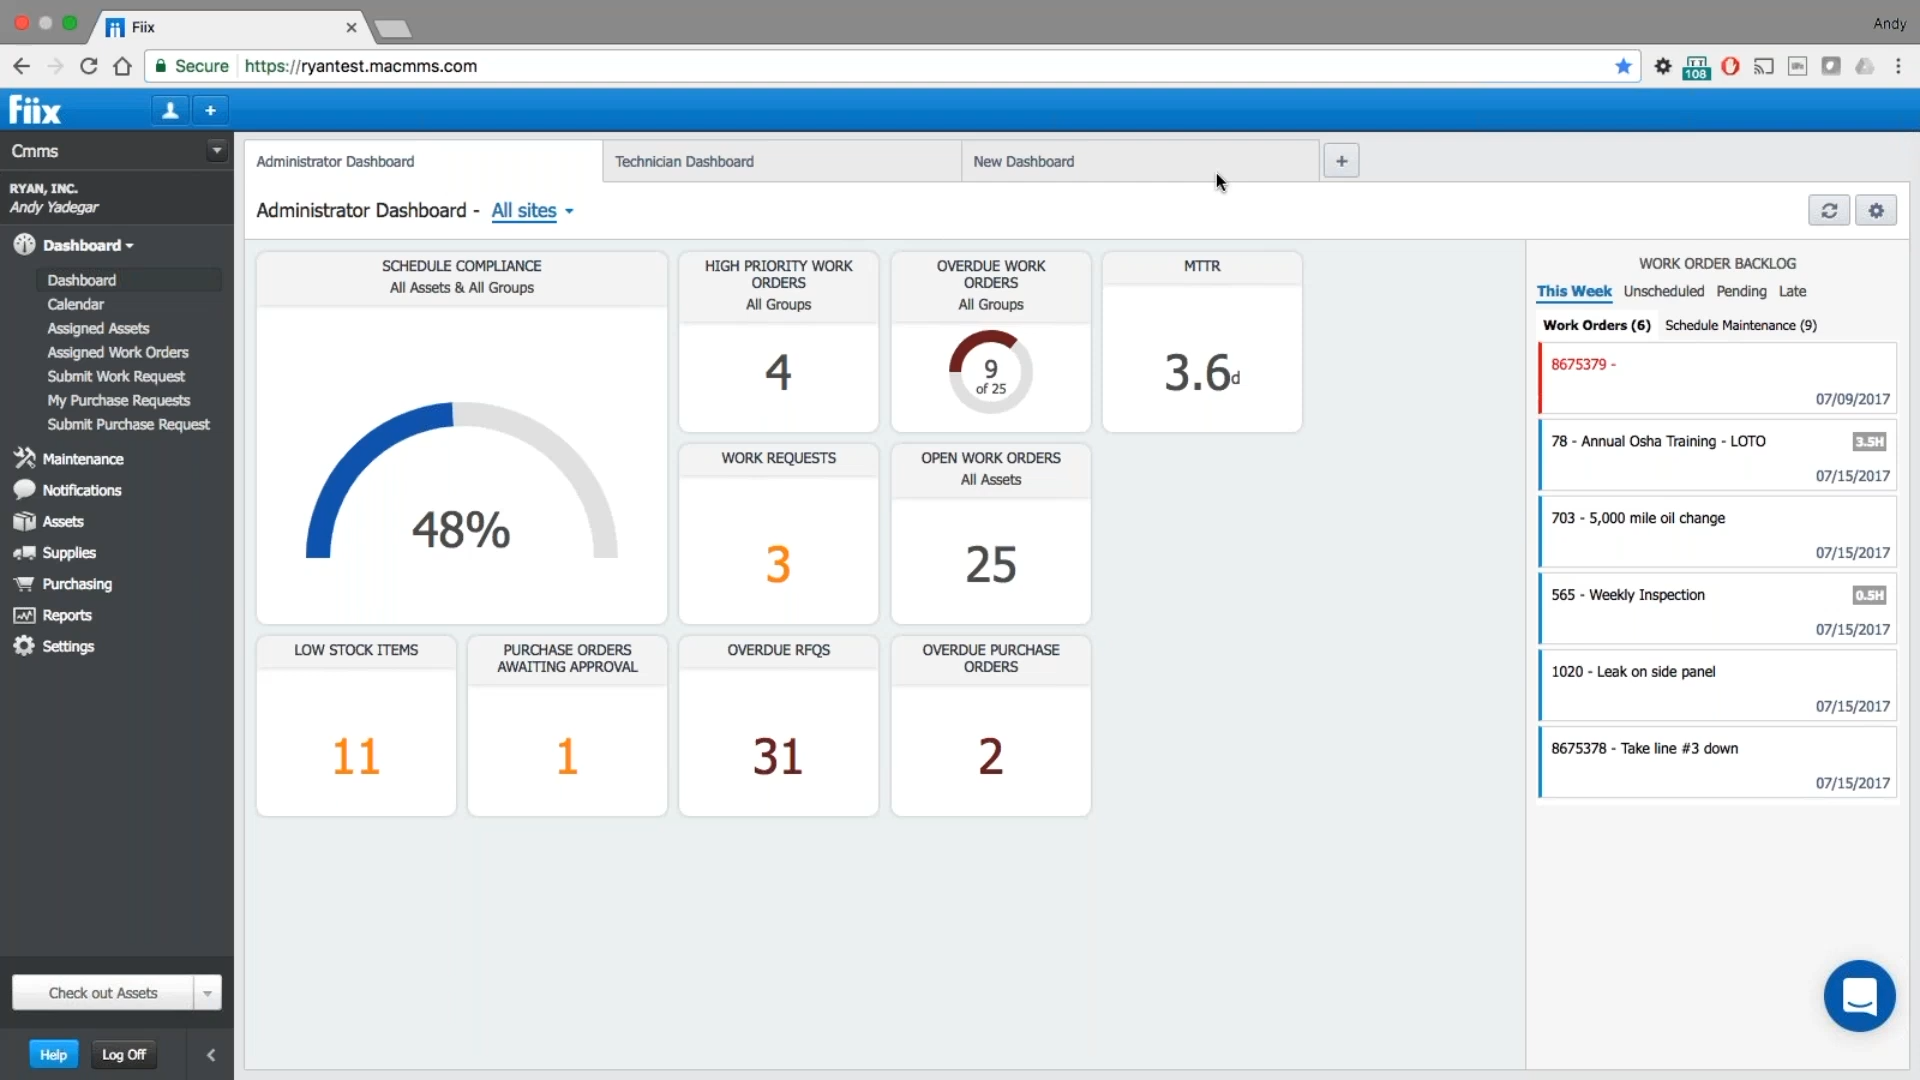 Fiix
Andy
Secure
https://ryantest.macmms.com
108
Fiix
+
Cmms
RYAN, INC.
Andy Yadegar
Dashboard
Dashboard
Calendar
Assigned Assets
Assigned Work Orders
Submit Work Request
My Purchase Requests
Submit Purchase Request
Maintenance
Notifications
Assets
Supplies
Purchasing
Reports
Settings
Check out Assets
Help
Log Off
Administrator Dashboard
Technician Dashboard
New Dashboard
+
Administrator Dashboard - All sites
SCHEDULE COMPLIANCE
All Assets & All Groups
48%
HIGH PRIORITY WORK
ORDERS
All Groups
4
OVERDUE WORK
ORDERS
All Groups
9
of 25
MTTR
3.6d
WORK REQUESTS
3
OPEN WORK ORDERS
All Assets
25
LOW STOCK ITEMS
11
PURCHASE ORDERS
AWAITING APPROVAL
1
OVERDUE RFQS
31
OVERDUE PURCHASE
ORDERS
2
WORK ORDER BACKLOG
This Week Unscheduled Pending Late
Work Orders (6) Schedule Maintenance (9)
8675379 -
07/09/2017
78 - Annual Osha Training - LOTO
3.5H
07/15/2017
703 - 5,000 mile oil change
07/15/2017
565 - Weekly Inspection
0.5H
07/15/2017
1020 - Leak on side panel
07/15/2017
8675378 - Take line #3 down
07/15/2017